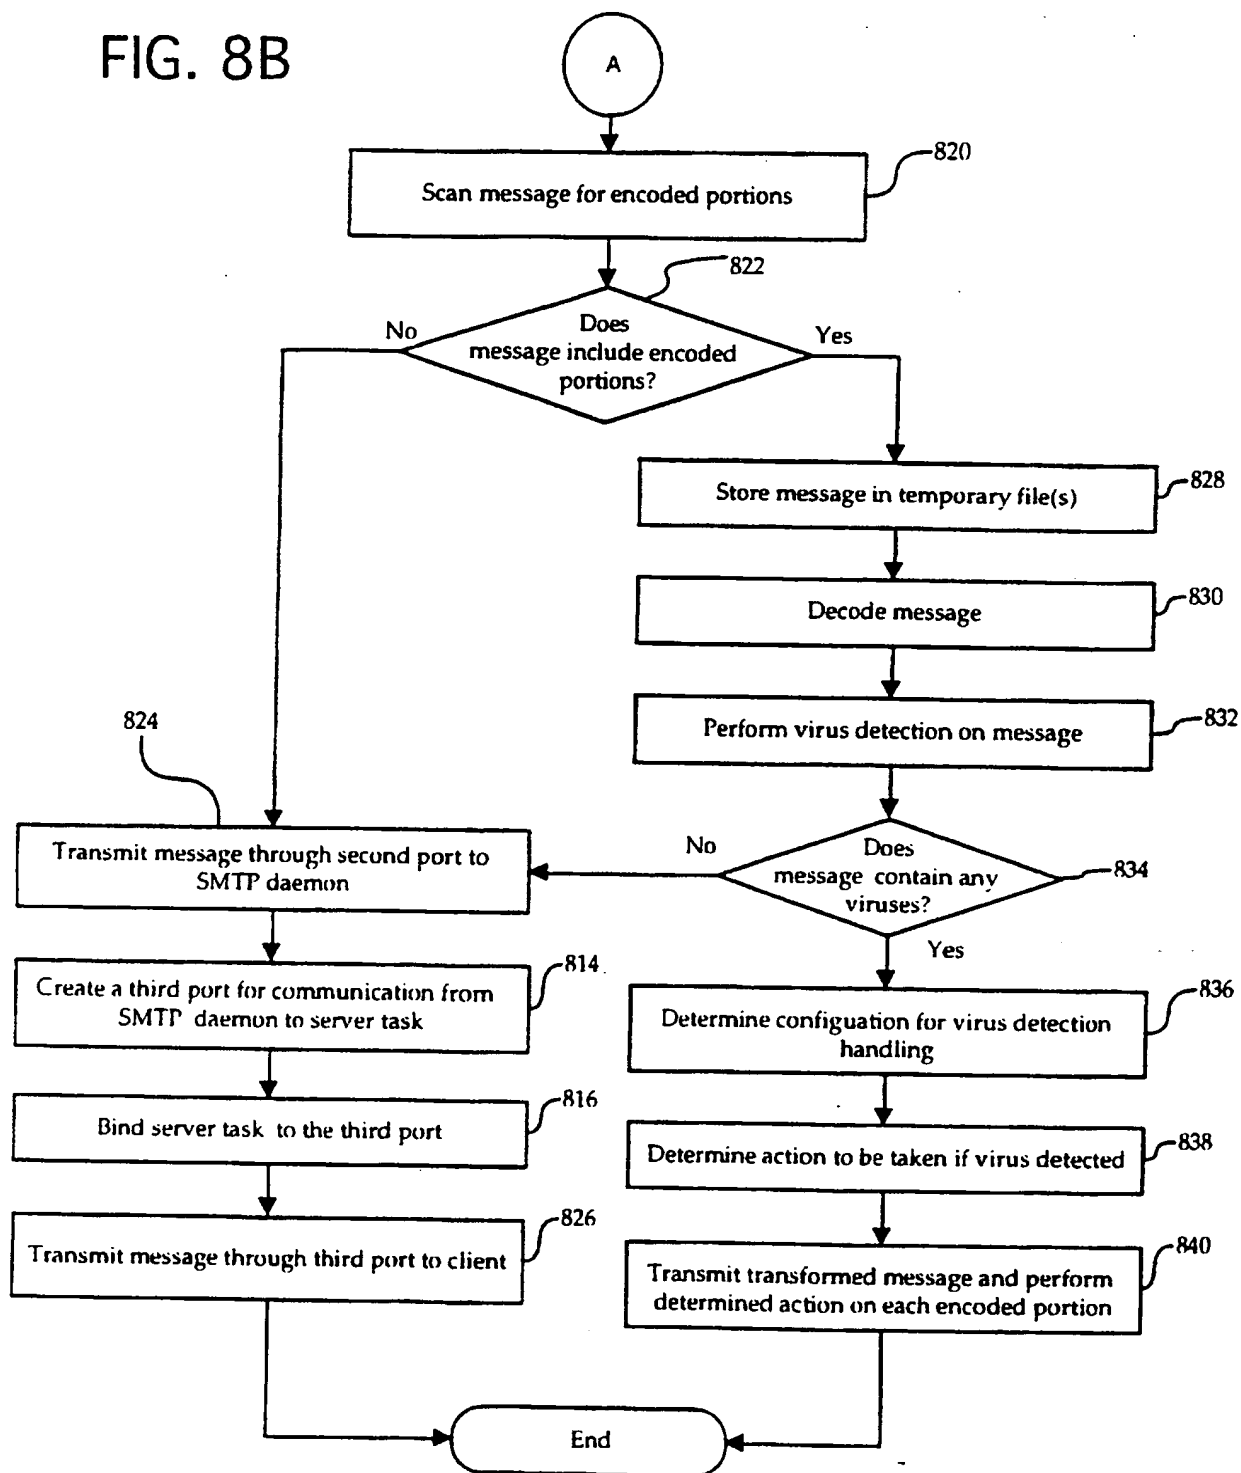 FIG. 8B
A
820
Scan message for encoded portions
822
No
Does
message include encoded
portions?
Yes
828
Store message in temporary file(s)
830
Decode message
832
Perform virus detection on message
824
Transmit message through second port to
SMTP daemon
No
Does
message contain any
viruses?
834
Yes
814
Create a third port for communication from
SMTP daemon to server task
836
Determine configuation for virus detection
handling
816
Bind server task to the third port
838
Determine action to be taken if virus detected
826
Transmit message through third port to client
840
Transmit transformed message and perform
determined action on each encoded portion
End